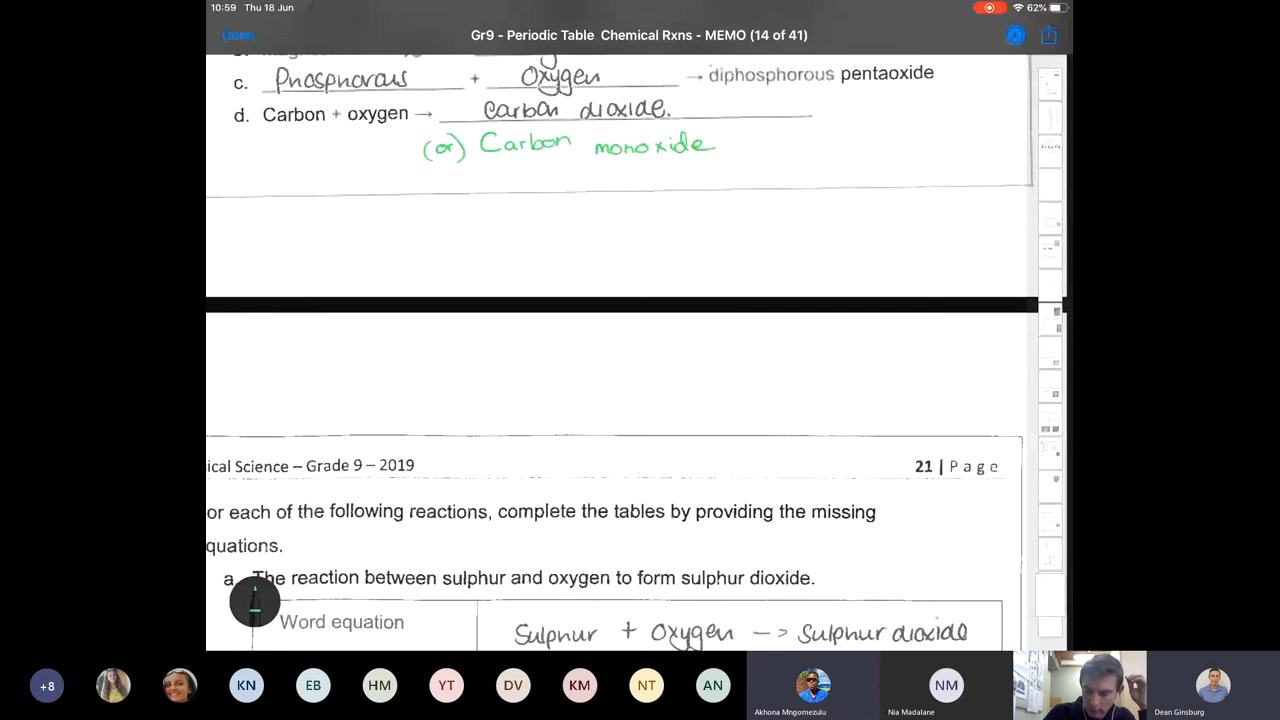 10:59 Thu 18 Jun
62%
Done
Gr9 - Periodic Table Chemical Rxns - MEMO (14 of 41)
c. Phosphorous + Oxygen → diphosphorous pentaoxide
d. Carbon + oxygen → Carbon dioxide.
(or) Carbon monoxide
ical Science – Grade 9 – 2019
21 | Page
or each of the following reactions, complete the tables by providing the missing
quations.
a. The reaction between sulphur and oxygen to form sulphur dioxide.
Word equation
Sulphur + Oxygen --> Sulphur dioxide
+8
KN
EB
HM
YT
DV
KM
NT
AN
NM
Akhona Mngomezulu
Nia Madalane
Dean Ginsburg